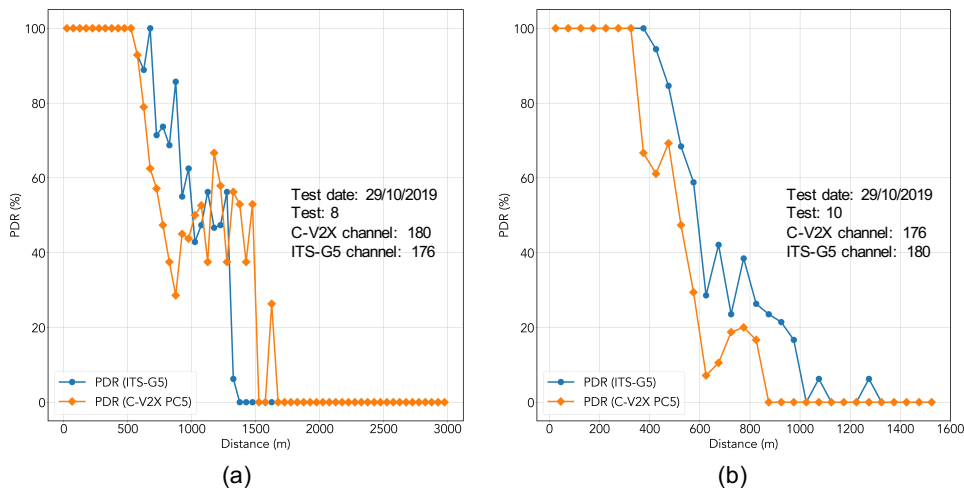 100
80
60
40
20
0
PDR (%)
Test date: 29/10/2019
Test: 8
C-V2X channel: 180
ITS-G5 channel: 176
PDR (ITS-G5)
PDR (C-V2X PC5)
0 500 1000 1500 2000 2500 3000
Distance (m)
(a)
100
80
60
40
20
0
PDR (%)
Test date: 29/10/2019
Test: 10
C-V2X channel: 176
ITS-G5 channel: 180
PDR (ITS-G5)
PDR (C-V2X PC5)
0 200 400 600 800 1000 1200 1400 1600
Distance (m)
(b)